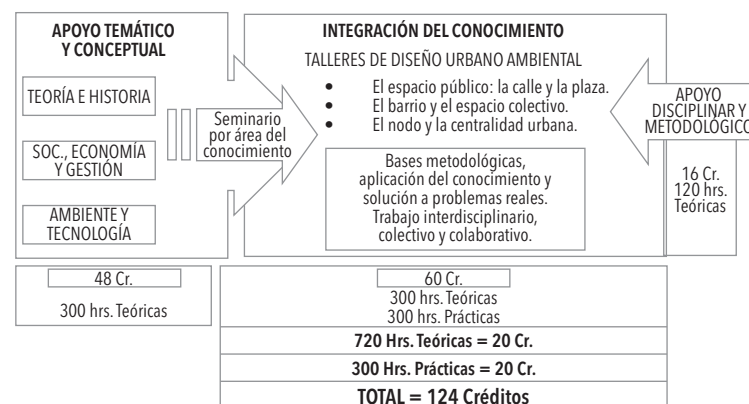 APOYO TEMÁTICO
Y CONCEPTUAL
TEORÍA E HISTORIA
SOC., ECONOMÍA
Y GESTIÓN
AMBIENTE Y
TECNOLOGÍA
Seminario
por área del
conocimiento
INTEGRACIÓN DEL CONOCIMIENTO
TALLERES DE DISEÑO URBANO AMBIENTAL
• El espacio público: la calle y la plaza.
• El barrio y el espacio colectivo.
• El nodo y la centralidad urbana.
Bases metodológicas,
aplicación del conocimiento y
solución a problemas reales.
Trabajo interdisciplinario,
colectivo y colaborativo.
APOYO
DISCIPLINAR Y
METODOLÓGICO
16 Cr.
120 hrs.
Teóricas
48 Cr.
300 hrs. Teóricas
60 Cr.
300 hrs. Teóricas
300 hrs. Prácticas
720 Hrs. Teóricas = 20 Cr.
300 Hrs. Prácticas = 20 Cr.
TOTAL = 124 Créditos